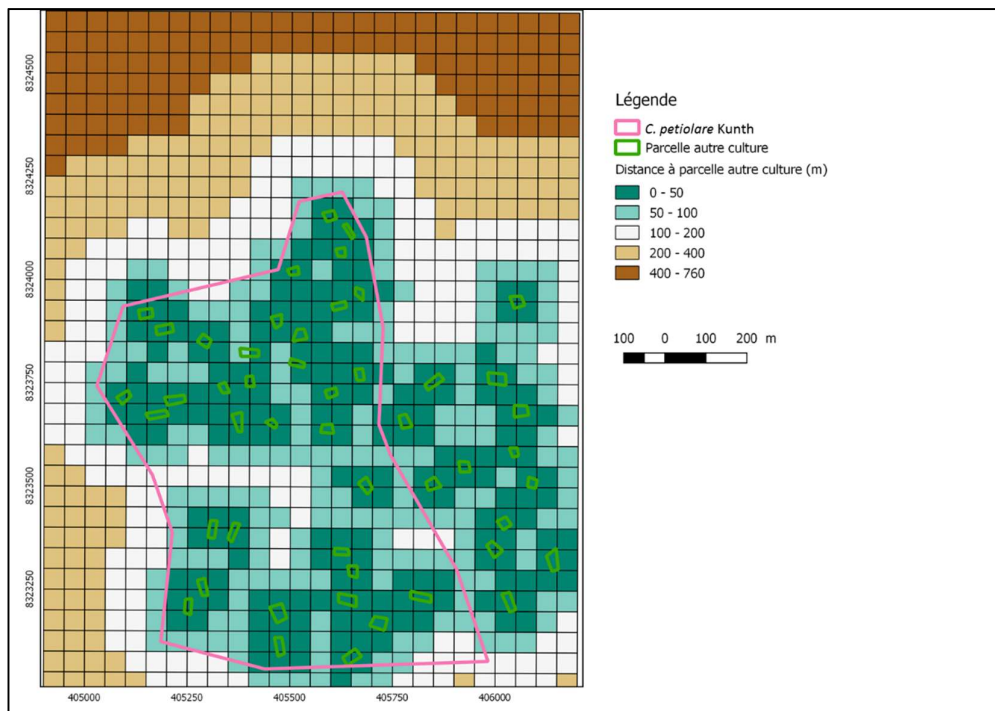 8324500
8324250
8324000
8323750
8323500
8323250
405000
405250
405500
405750
406000
Légende
C. petiolare Kunth
Parcelle autre culture
Distance à parcelle autre culture (m)
0 - 50
50 - 100
100 - 200
200 - 400
400 - 760
100 0 100 200 m